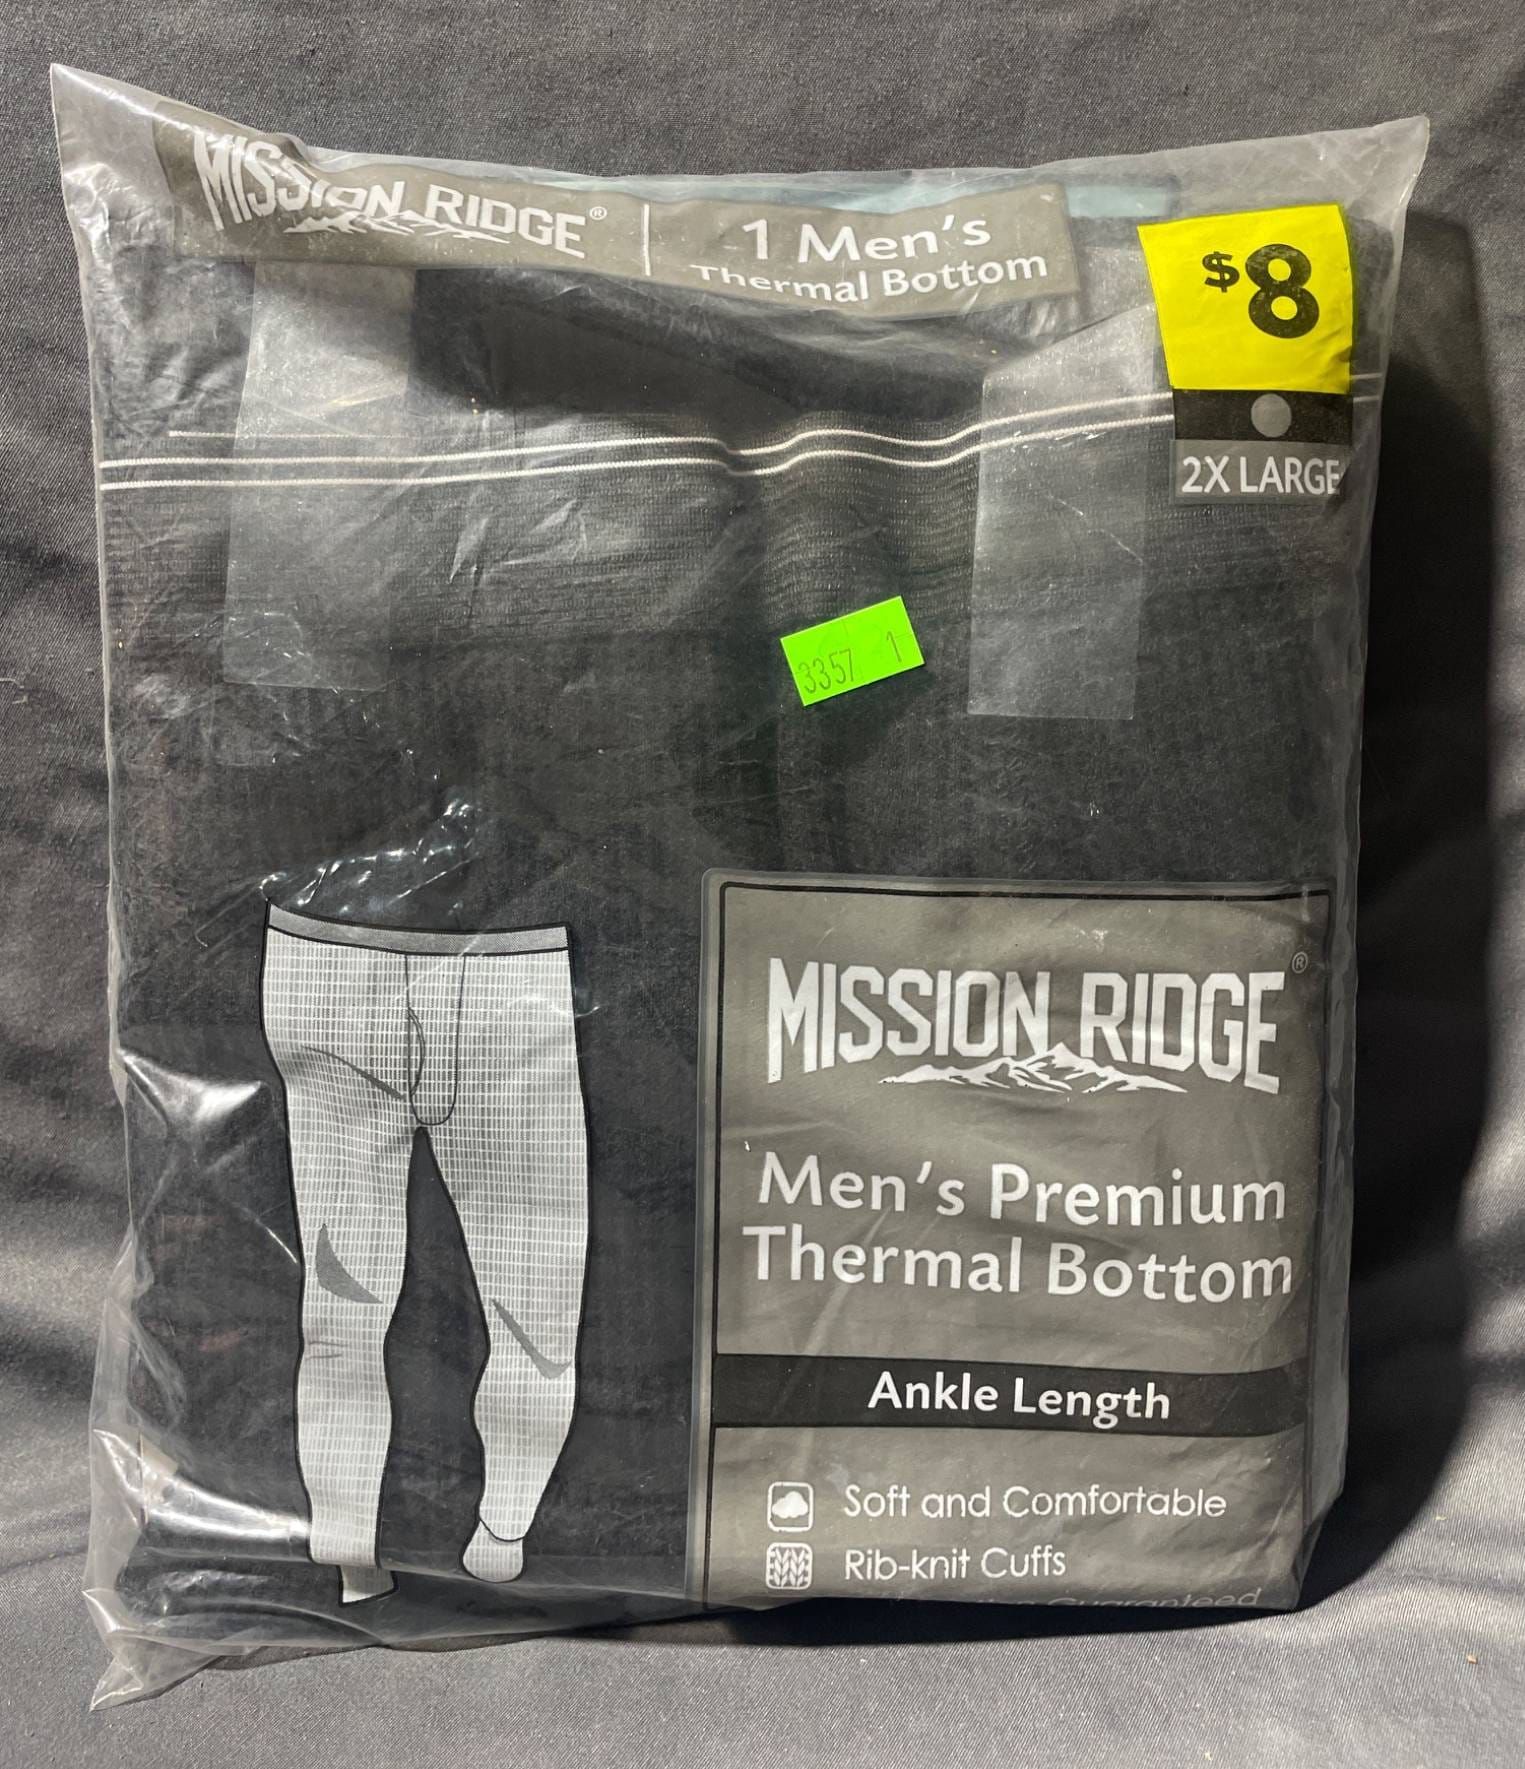 MISSION RIDGE®
1 Men's
Thermal Bottom
$8
2X LARGE
3357 1
MISSION RIDGE®
Men's Premium
Thermal Bottom
Ankle Length
Soft and Comfortable
Rib-knit Cuffs
Guaranteed